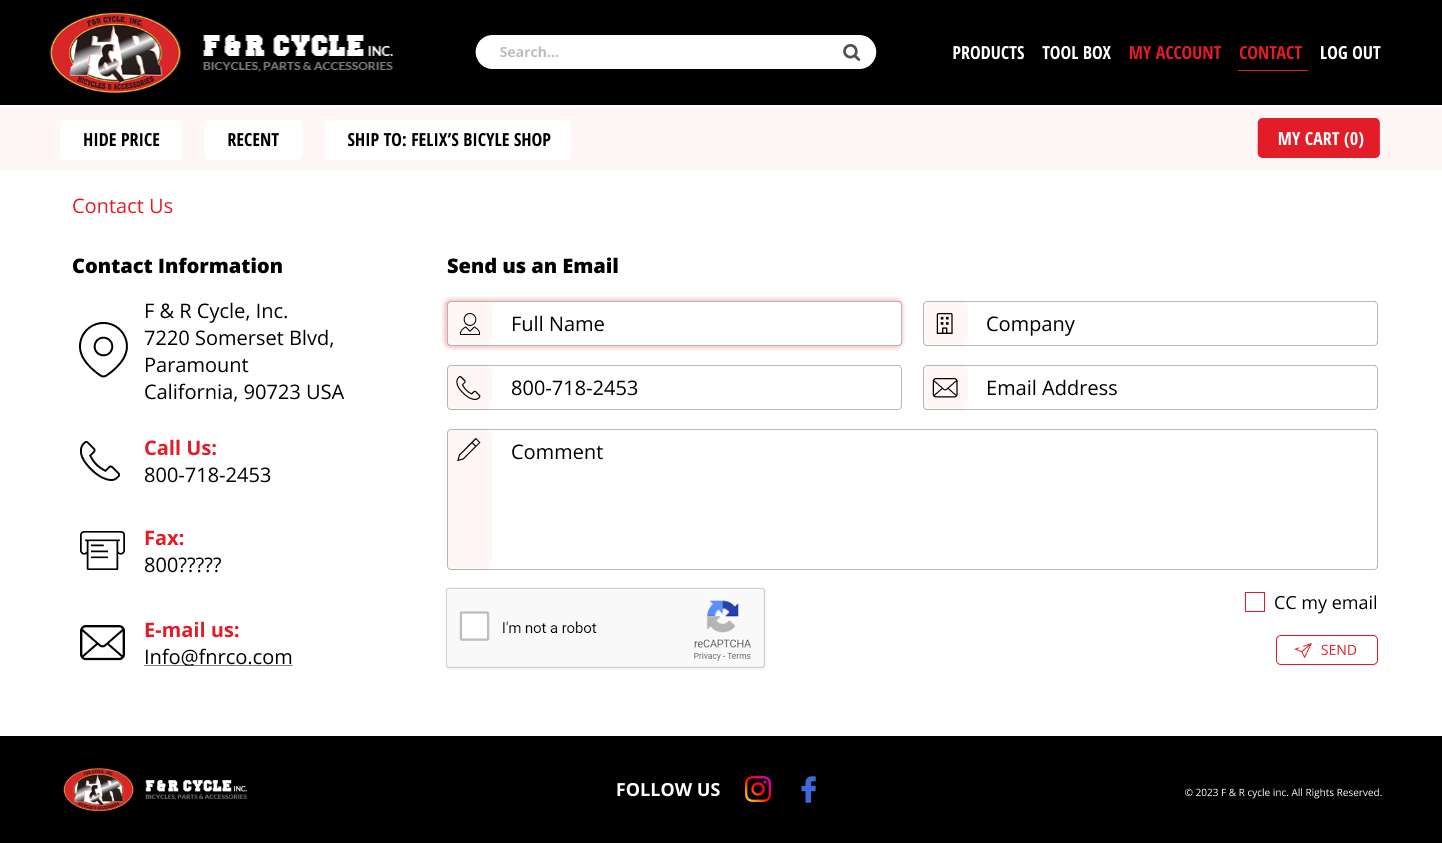 F & R CYCLE, INC.
F&R
BICYCLES & ACCESSORIES
F & R CYCLE INC.
BICYCLES, PARTS & ACCESSORIES
Search...
PRODUCTS
TOOL BOX
MY ACCOUNT
CONTACT
LOG OUT
HIDE PRICE
RECENT
SHIP TO: FELIX'S BICYLE SHOP
MY CART (0)
Contact Us
Contact Information
F & R Cycle, Inc.
7220 Somerset Blvd,
Paramount
California, 90723 USA
Call Us:
800-718-2453
Fax:
800?????
E-mail us:
Info@fnrco.com
Send us an Email
Full Name
Company
800-718-2453
Email Address
Comment
I'm not a robot
reCAPTCHA
Privacy - Terms
CC my email
SEND
F&R
F & R CYCLE INC.
BICYCLES, PARTS & ACCESSORIES
FOLLOW US
© 2023 F & R cycle inc. All Rights Reserved.